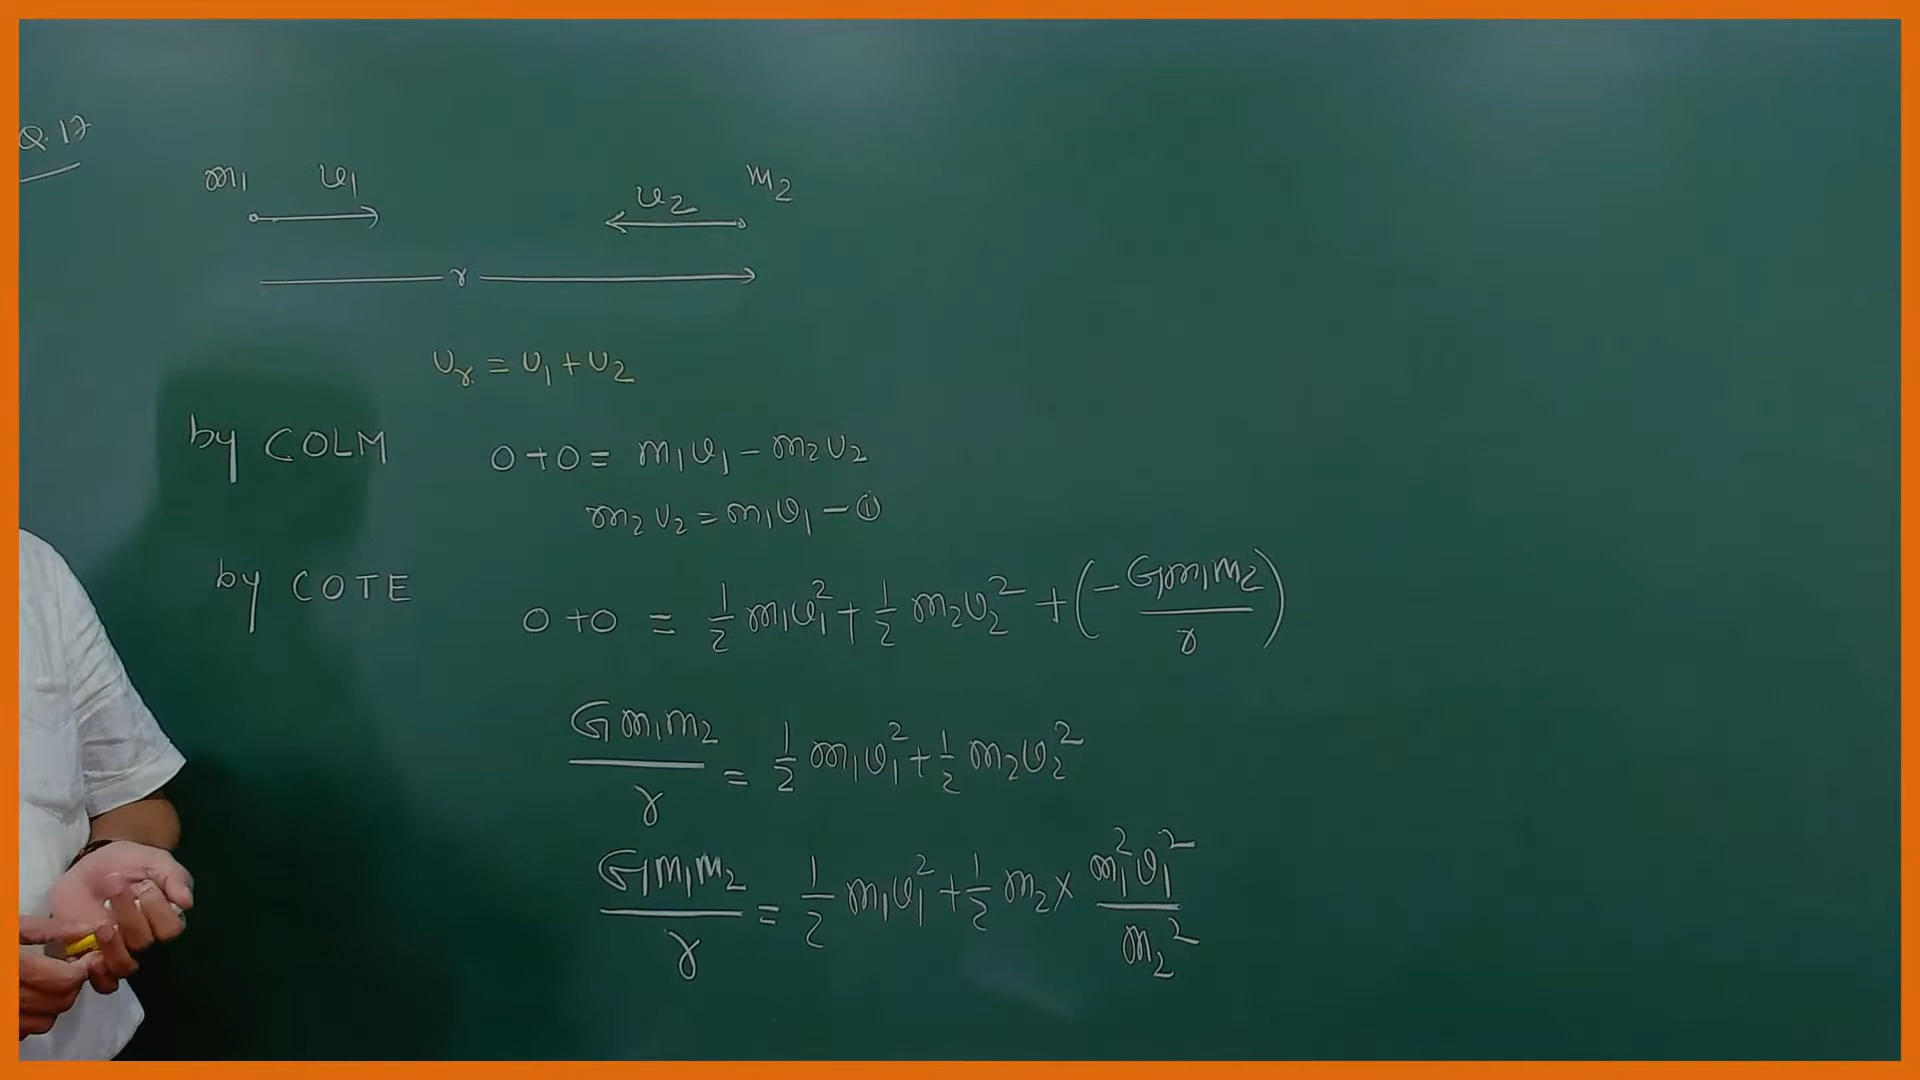 Q.17
m₁ v₁ v₂ m₂
r
vᵣ = v₁ + v₂
by COLM 0 + 0 = m₁v₁ - m₂v₂
m₂v₂ = m₁v₁ - ①
by COTE 0 + 0 = 1/2 m₁v₁² + 1/2 m₂v₂² + (-Gm₁m₂/r)
Gm₁m₂/r = 1/2 m₁v₁² + 1/2 m₂v₂²
Gm₁m₂/r = 1/2 m₁v₁² + 1/2 m₂ × m₁²v₁²/m₂²